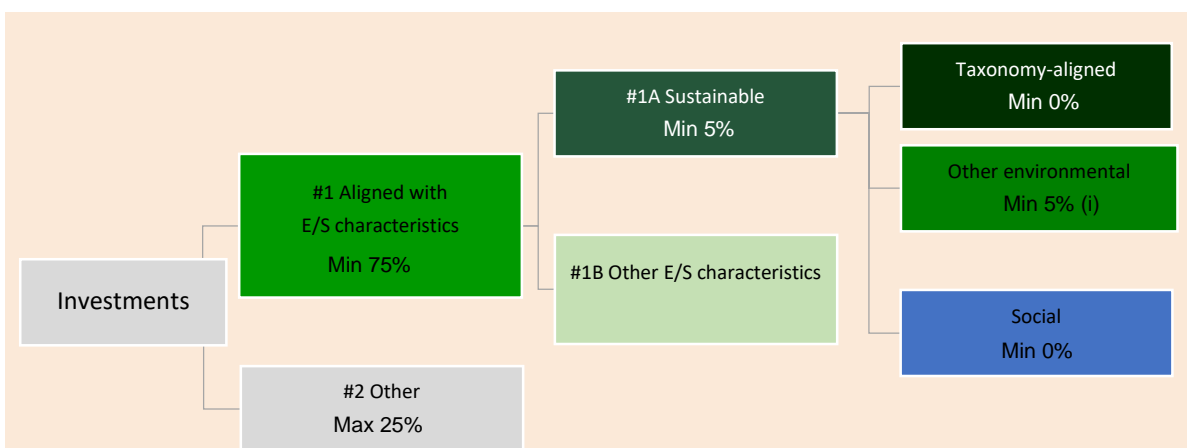 Investments
#1 Aligned with
E/S characteristics
Min 75%
#2 Other
Max 25%
#1A Sustainable
Min 5%
#1B Other E/S characteristics
Taxonomy-aligned
Min 0%
Other environmental
Min 5% (i)
Social
Min 0%